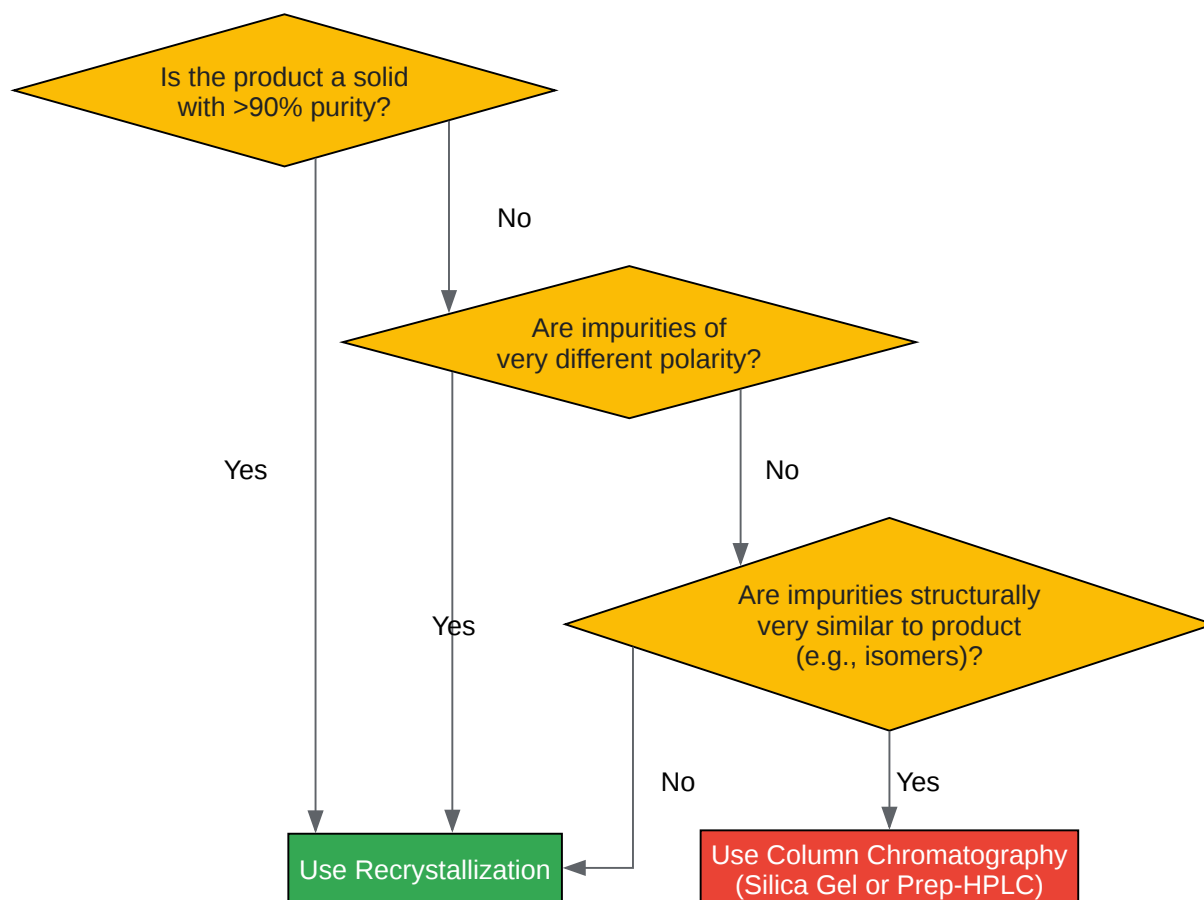 Is the product a solid
with >90% purity?
No
Are impurities of
very different polarity?
Yes
No
Are impurities structurally
very similar to product
(e.g., isomers)?
Yes
No
Yes
Use Recrystallization
Use Column Chromatography
(Silica Gel or Prep-HPLC)